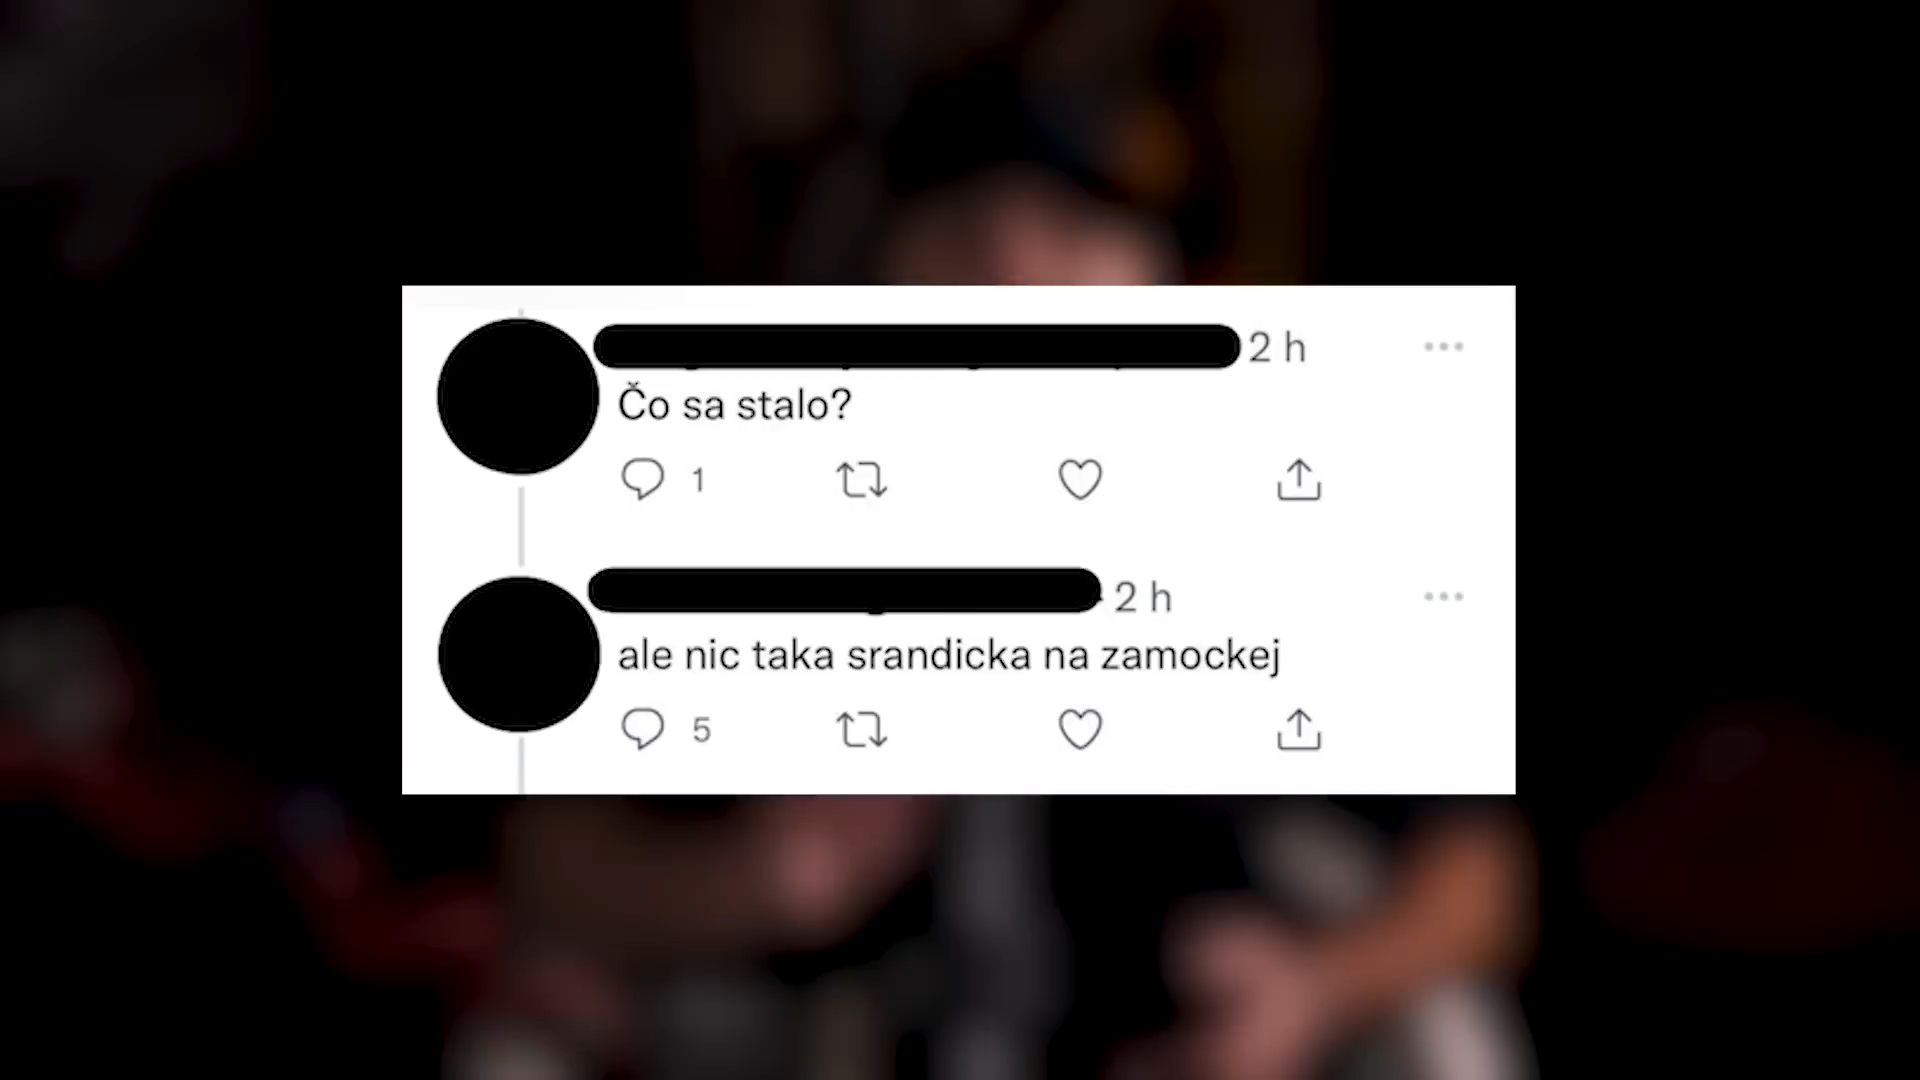 2 h
Čo sa stalo?
1
2 h
ale nic taka srandicka na zamockej
5